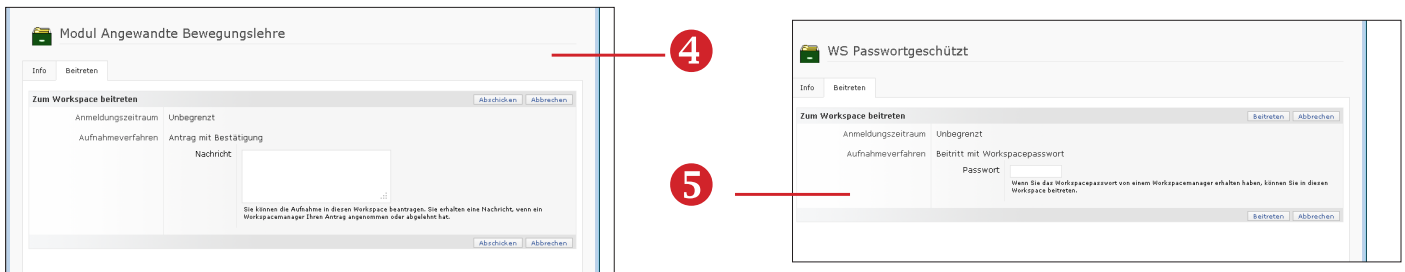 Modul Angewandte Bewegungslehre
Info Beitreten
Zum Workspace beitreten Abschicken Abbrechen
Anmeldungszeitraum Unbegrenzt
Aufnahmeverfahren Antrag mit Bestätigung
Nachricht
Sie können die Aufnahme in diesen Workspace beantragen. Sie erhalten eine Nachricht, wenn ein
Workspacemanager Ihren Antrag angenommen oder abgelehnt hat.
Abschicken Abbrechen
4
5
WS Passwortgeschützt
Info Beitreten
Zum Workspace beitreten Beitreten Abbrechen
Anmeldungszeitraum Unbegrenzt
Aufnahmeverfahren Beitritt mit Workspacepasswort
Passwort
Wenn Sie das Workspacepasswort von einem Workspacemanager erhalten haben, können Sie in diesen
Workspace beitreten.
Beitreten Abbrechen